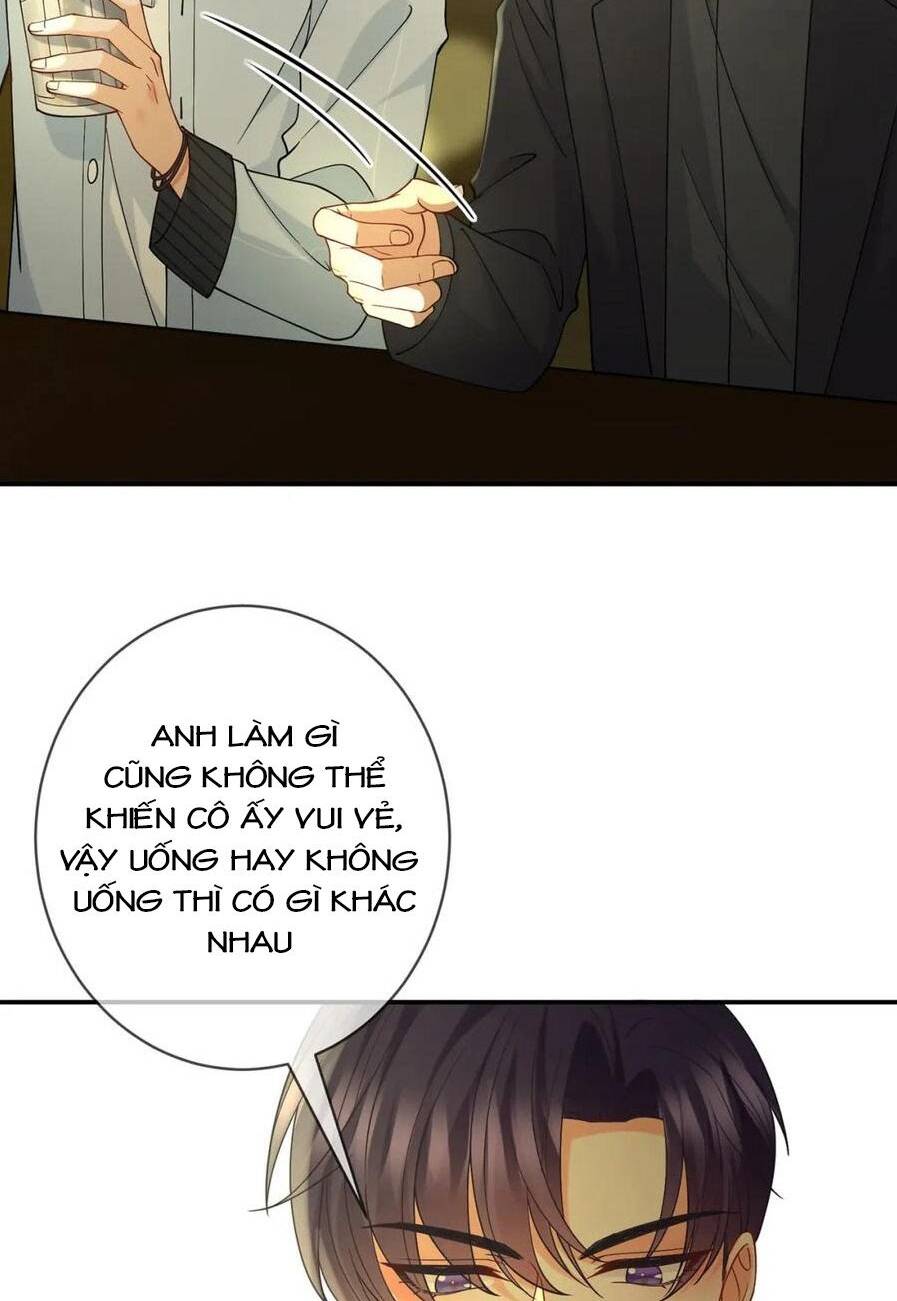 ANH LÀM GÌ
CŨNG KHÔNG THỂ
KHIẾN CÔ ẤY VUI VẺ,
VẬY UỐNG HAY KHÔNG
UỐNG THÌ CÓ GÌ KHÁC
NHAU